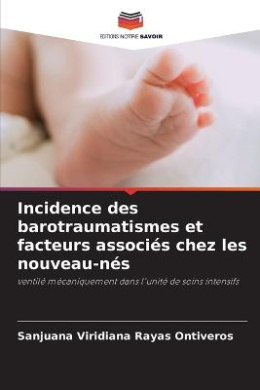 EDITIONS NOTRE SAVOIR
Incidence des
barotraumatismes et
facteurs associés chez les
nouveau-nés
ventilé mécaniquement dans l'unité de soins intensifs
Sanjuana Viridiana Rayas Ontiveros